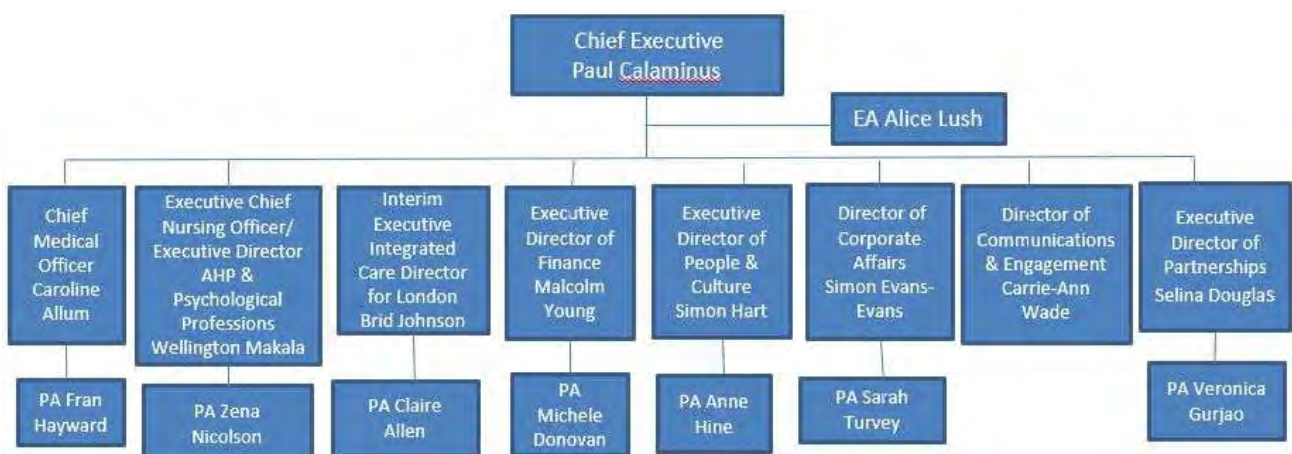 Chief Executive
Paul Calaminus
EA Alice Lush
Chief
Medical
Officer
Caroline
Allum
Executive Chief
Nursing Officer/
Executive Director
AHP &
Psychological
Professions
Wellington Makala
Interim
Executive
Integrated
Care Director
for London
Brid Johnson
Executive
Director of
Finance
Malcolm
Young
Executive
Director of
People &
Culture
Simon Hart
Director of
Corporate
Affairs
Simon Evans-
Evans
Director of
Communications
& Engagement
Carrie-Ann
Wade
Executive
Director of
Partnerships
Selina Douglas
PA Fran
Hayward
PA Zena
Nicolson
PA Claire
Allen
PA
Michele
Donovan
PA Anne
Hine
PA Sarah
Turvey
PA Veronica
Gurjao